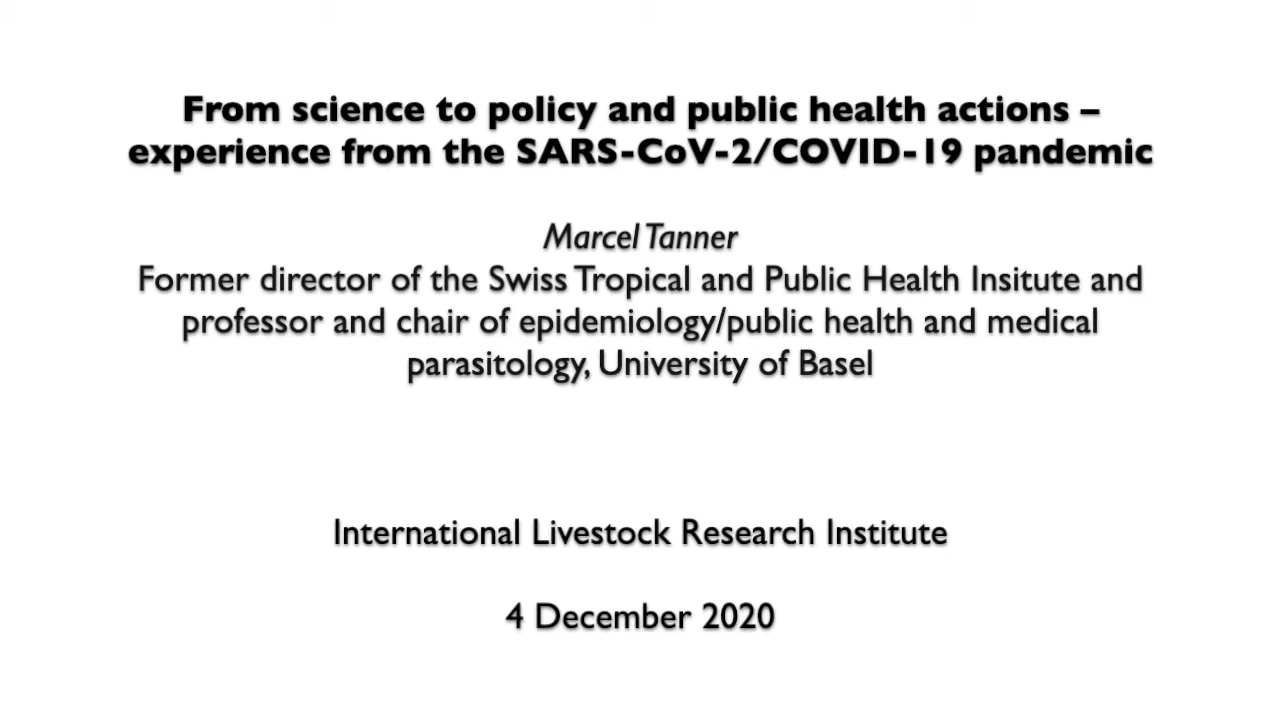 From science to policy and public health actions –
experience from the SARS-CoV-2/COVID-19 pandemic
Marcel Tanner
Former director of the Swiss Tropical and Public Health Insitute and
professor and chair of epidemiology/public health and medical
parasitology, University of Basel
International Livestock Research Institute
4 December 2020